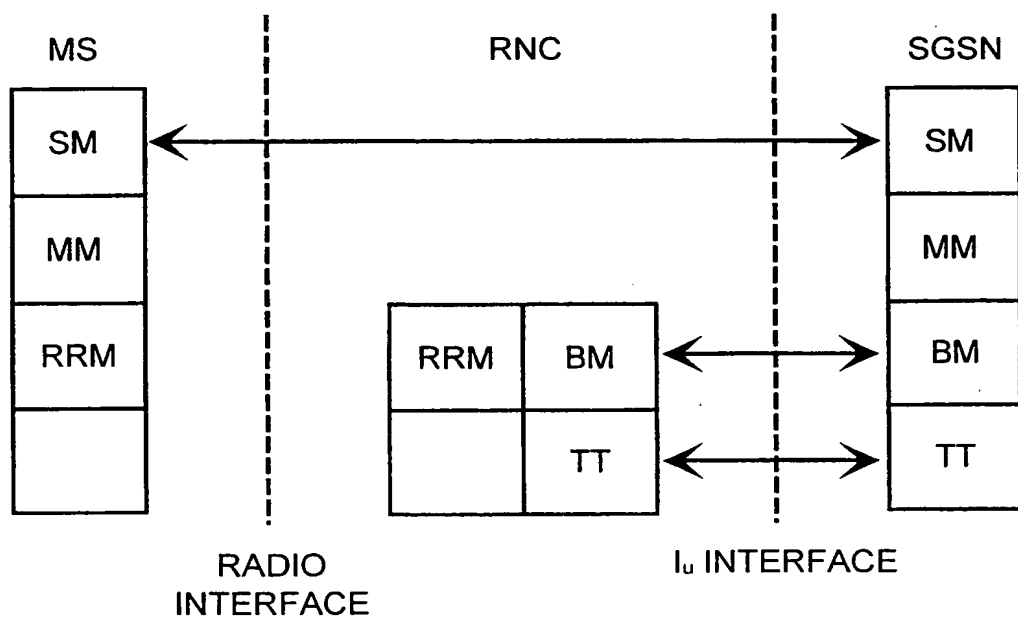 MS RNC SGSN
SM SM
MM MM
RRM RRM BM BM
TT TT
RADIO
INTERFACE
Iu INTERFACE